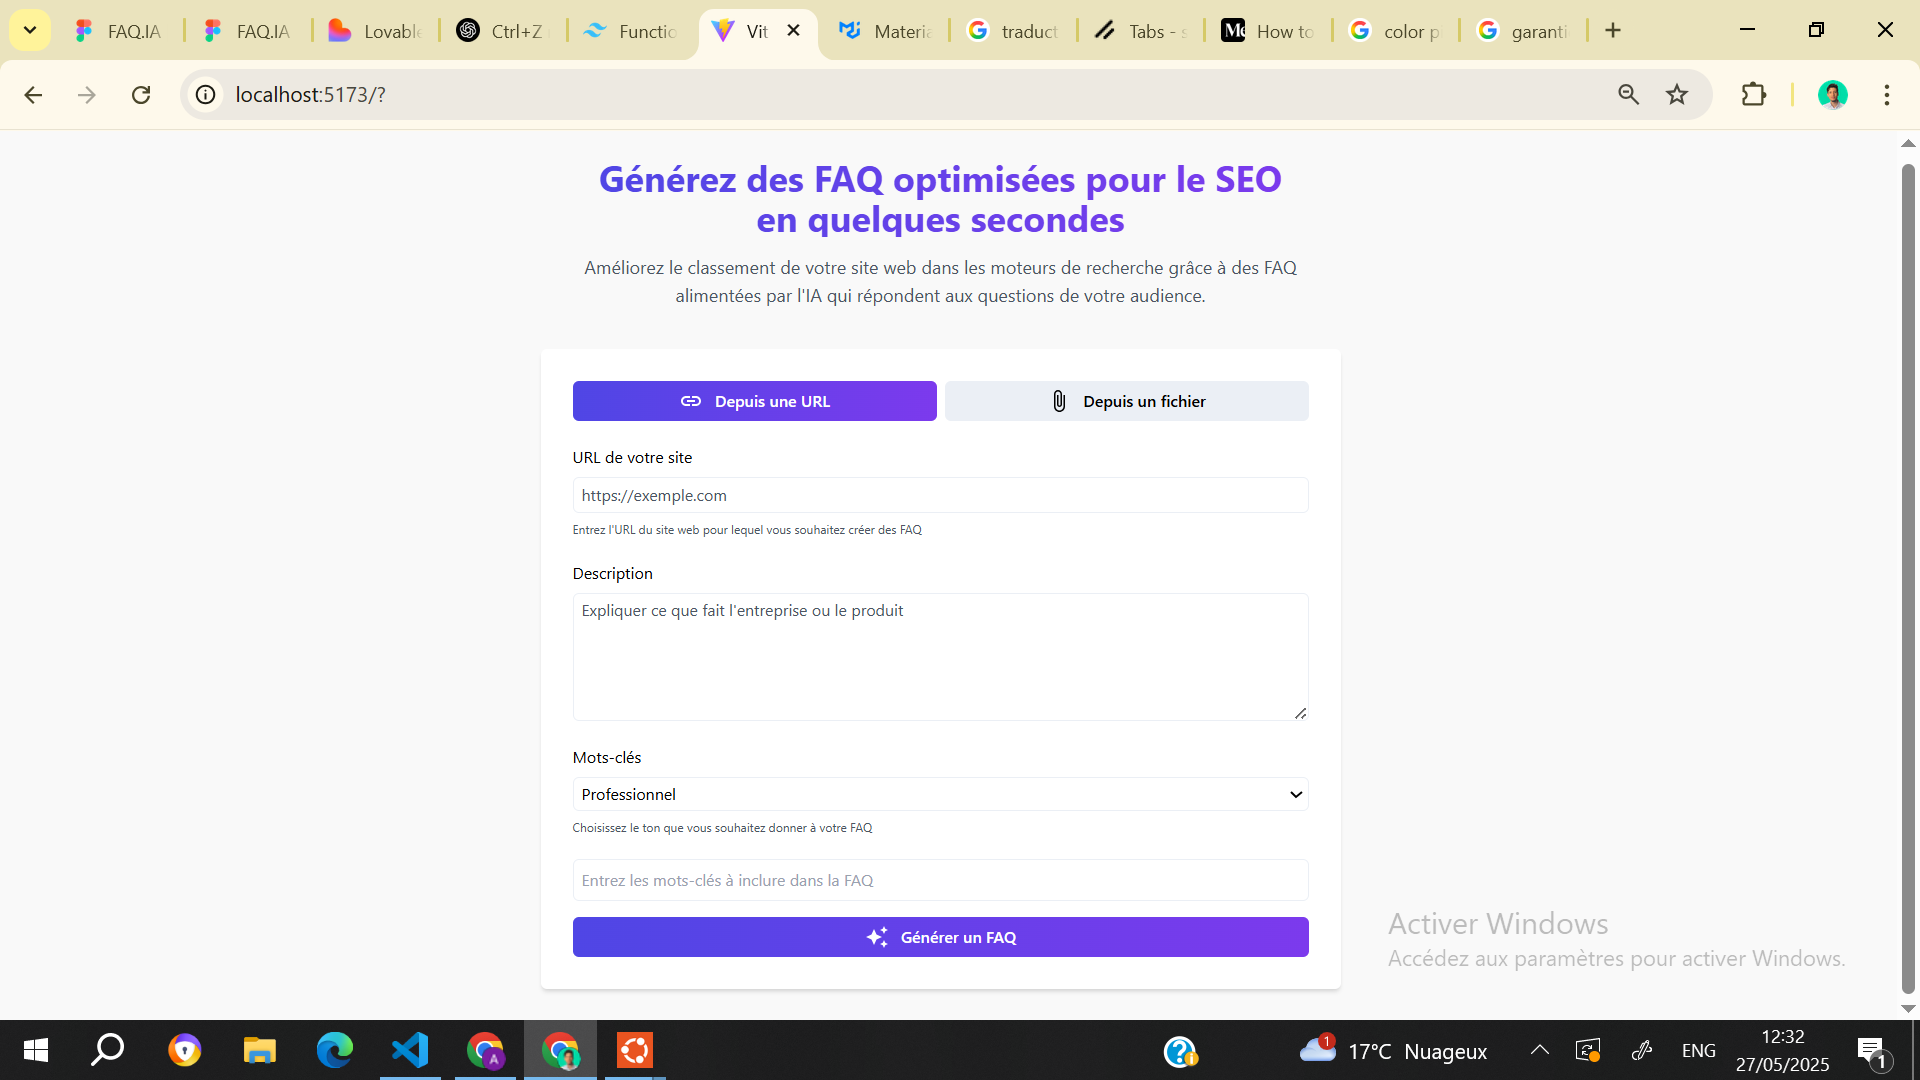 FAQ.IA
FAQ.IA
Lovable
Ctrl+Z
Functio
Vit
Materia
traduct
Tabs - s
How to
color p
garanti
localhost:5173/?
Générez des FAQ optimisées pour le SEO
en quelques secondes
Améliorez le classement de votre site web dans les moteurs de recherche grâce à des FAQ
alimentées par l'IA qui répondent aux questions de votre audience.
Depuis une URL
Depuis un fichier
URL de votre site
https://exemple.com
Entrez l'URL du site web pour lequel vous souhaitez créer des FAQ
Description
Expliquer ce que fait l'entreprise ou le produit
Mots-clés
Professionnel
Choisissez le ton que vous souhaitez donner à votre FAQ
Entrez les mots-clés à inclure dans la FAQ
Générer un FAQ
Activer Windows
Accédez aux paramètres pour activer Windows.
A
1
17°C Nuageux
ENG
12:32
27/05/2025
1